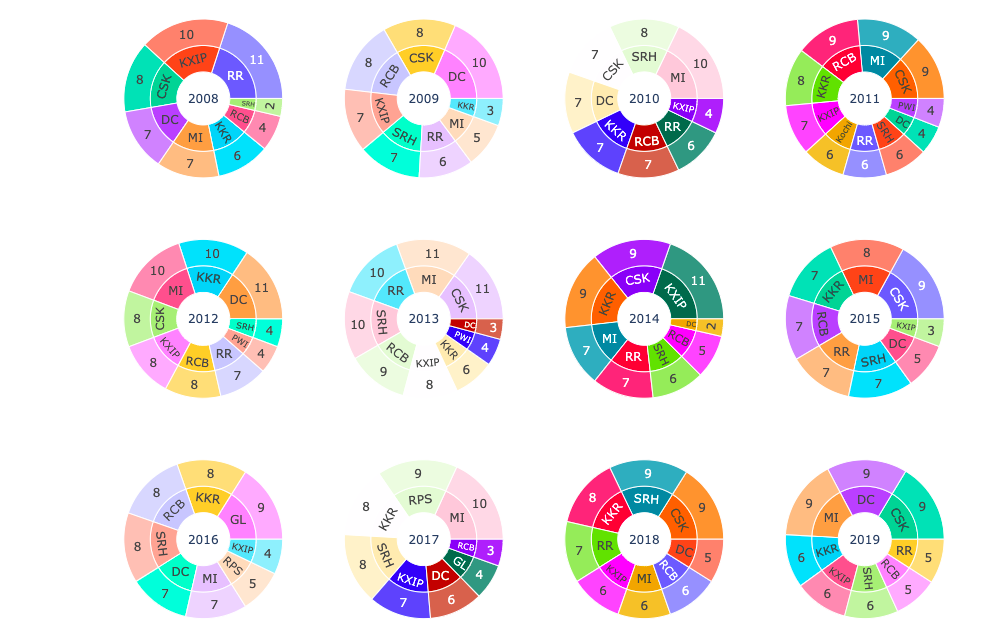 2008
RR 11
KXIP 10
CSK 8
DC 7
MI 7
KKR 6
RCB 4
SRH 2
2009
DC 10
CSK 8
RCB 8
KXIP 7
SRH 7
RR 6
MI 5
KKR 3
2010
MI 10
SRH 8
CSK 7
DC 7
KKR 7
RCB 7
RR 6
KXIP 4
2011
CSK 9
MI 9
RCB 9
KKR 8
KXIP 7
Kochi 6
RR 6
SRH 6
DC 4
PWI 4
2012
DC 11
KKR 10
MI 10
CSK 8
KXIP 8
RCB 8
RR 7
PWI 4
SRH 4
2013
CSK 11
MI 11
RR 10
SRH 10
RCB 9
KXIP 8
KKR 6
PWI 4
DC 3
2014
KXIP 11
CSK 9
KKR 9
MI 7
RR 7
SRH 6
RCB 5
DC 2
2015
CSK 9
MI 8
KKR 7
RCB 7
RR 7
SRH 7
DC 5
KXIP 3
2016
GL 9
KKR 8
RCB 8
SRH 8
DC 7
MI 7
RPS 5
KXIP 4
2017
MI 10
RPS 9
KKR 8
SRH 8
KXIP 7
DC 6
GL 4
RCB 3
2018
CSK 9
SRH 9
KKR 8
RR 7
KXIP 6
MI 6
RCB 6
DC 5
2019
CSK 9
DC 9
MI 9
KKR 6
KXIP 6
SRH 6
RCB 5
RR 5